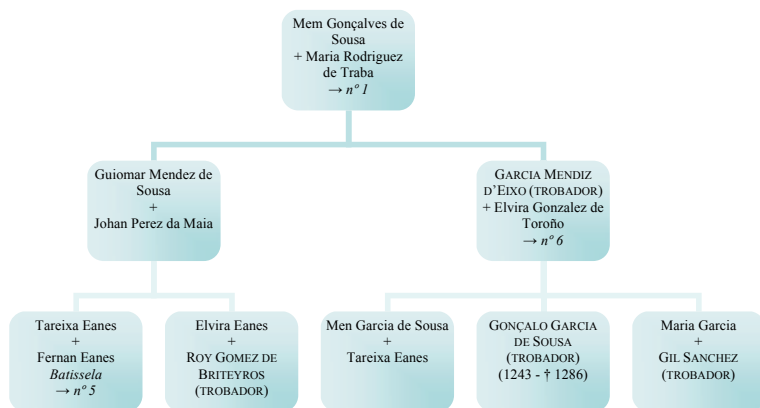 Mem Gonçalves de
Sousa
+ Maria Rodriguez
de Traba
→ nº 1
Guiomar Mendez de
Sousa
+
Johan Perez da Maia
GARCIA MENDIZ
D'EIXO (TROBADOR)
+ Elvira Gonzalez de
Toroño
→ nº 6
Tareixa Eanes
+
Fernan Eanes
Batissela
→ nº 5
Elvira Eanes
+
ROY GOMEZ DE
BRITEYROS
(TROBADOR)
Men Garcia de Sousa
+
Tareixa Eanes
GONÇALO GARCIA
DE SOUSA
(TROBADOR)
(1243 - † 1286)
Maria Garcia
+
GIL SANCHEZ
(TROBADOR)